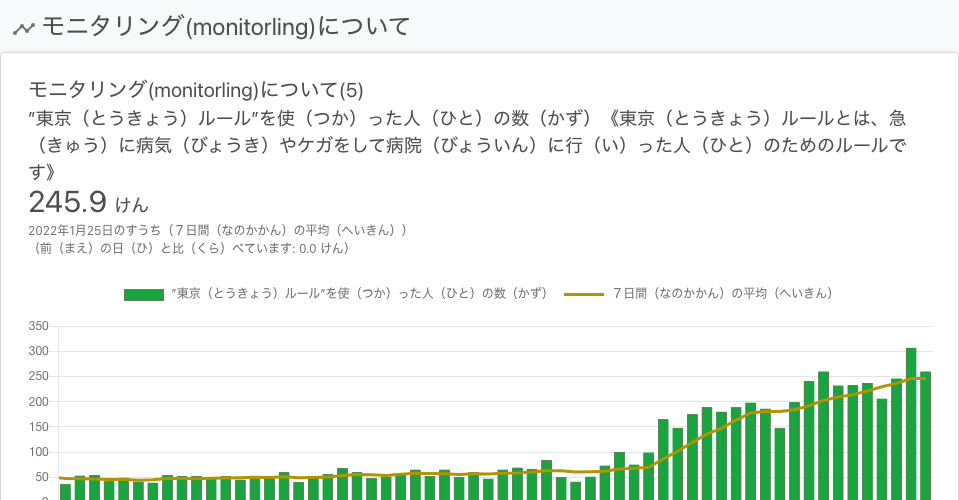 モニタリング(monitorling)について
モニタリング(monitorling)について(5)
”東京（とうきょう）ルール”を使（つか）った人（ひと）の数（かず）《東京（とうきょう）ルールとは、急
（きゅう）に病気（びょうき）やケガをして病院（びょういん）に行（い）った人（ひと）のためのルールで
す》
245.9 けん
2022年1月25日のすうち（７日間（なのかかん）の平均（へいきん））
（前（まえ）の日（ひ）と比（くら）べています: 0.0 けん）
”東京（とうきょう）ルール”を使（つか）った人（ひと）の数（かず） ７日間（なのかかん）の平均（へいきん）
350
300
250
200
150
100
50
0